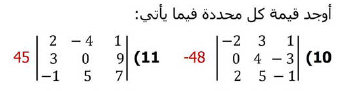 أوجد قيمة كل محددة فيما يأتي:
(10 |−2 3 1| -48 (11 |2 −4 1| 45
|0 4 −3| |3 0 9|
|2 5 −1| |−1 5 7|